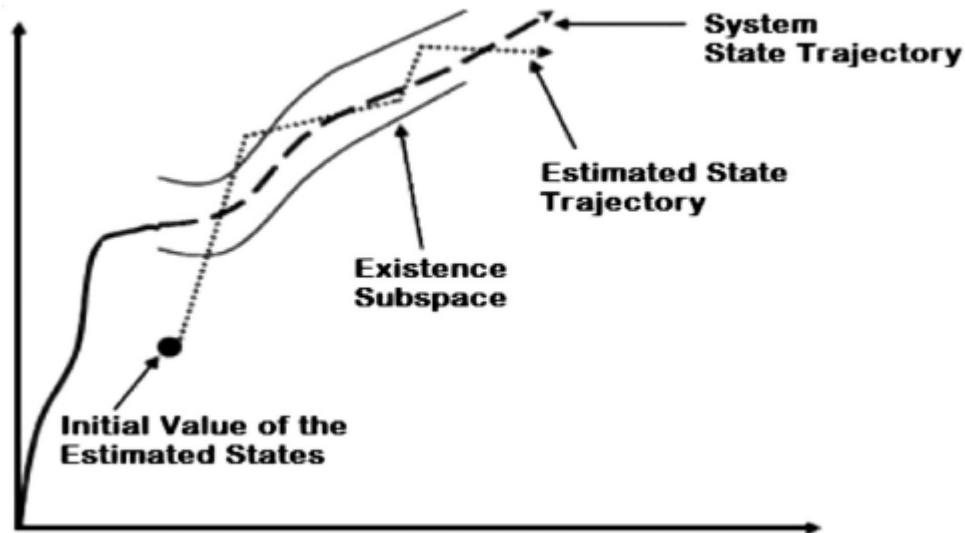 System
State Trajectory
Estimated State
Trajectory
Existence
Subspace
Initial Value of the
Estimated States